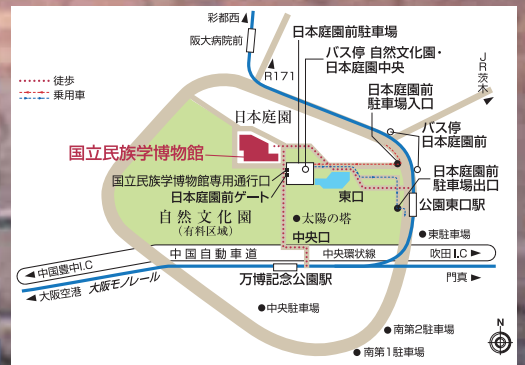 彩都西
阪大病院前
日本庭園前駐車場
バス停 自然文化園・
日本庭園中央
R171
JR茨木
徒歩
乗用車
日本庭園前
駐車場入口
日本庭園
バス停
日本庭園前
国立民族学博物館
国立民族学博物館専用通行口
日本庭園前ゲート
日本庭園前
駐車場出口
東口
公園東口駅
自然文化園
(有料区域)
太陽の塔
中央口
東駐車場
中国自動車道
中央環状線
吹田I.C
中国豊中I.C
万博記念公園駅
門真
大阪空港
大阪モノレール
中央駐車場
南第2駐車場
南第1駐車場
N